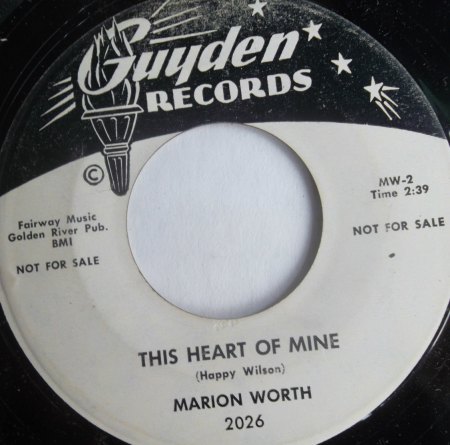 Guyden
RECORDS
©
Fairway Music
Golden River Pub.
BMI
NOT FOR SALE
MW-2
Time 2:39
NOT FOR SALE
THIS HEART OF MINE
(Happy Wilson)
MARION WORTH
2026